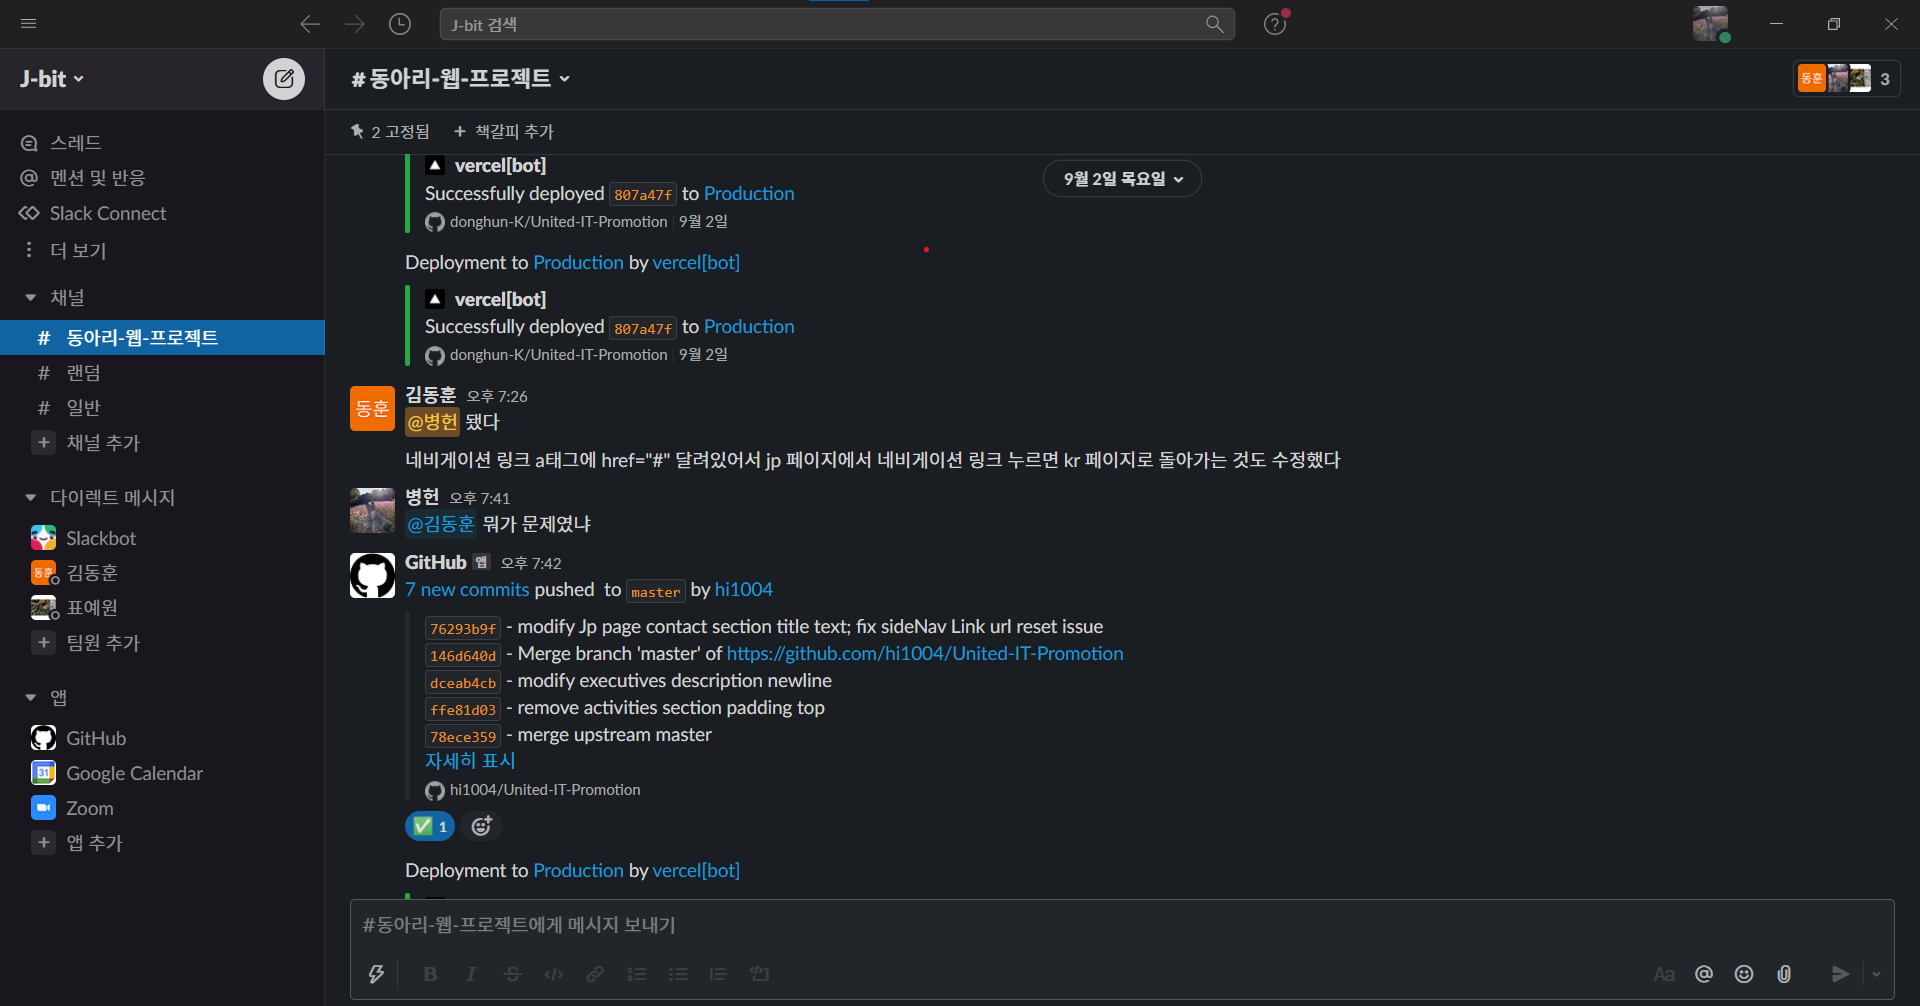 J-bit 검색
J-bit
# 동아리-웹-프로젝트
동훈
3
2 고정됨
+ 책갈피 추가
스레드
멘션 및 반응
Slack Connect
더 보기
채널
# 동아리-웹-프로젝트
# 랜덤
# 일반
+ 채널 추가
다이렉트 메시지
Slackbot
동훈 김동훈
표예원
+ 팀원 추가
앱
GitHub
31 Google Calendar
Zoom
+ 앱 추가
9월 2일 목요일
vercel[bot]
Successfully deployed 807a47f to Production
donghun-K/United-IT-Promotion | 9월 2일
Deployment to Production by vercel[bot]
vercel[bot]
Successfully deployed 807a47f to Production
donghun-K/United-IT-Promotion | 9월 2일
동훈
김동훈 오후 7:26
@병헌 됐다
네비게이션 링크 a태그에 href="#" 달려있어서 jp 페이지에서 네비게이션 링크 누르면 kr 페이지로 돌아가는 것도 수정했다
병헌 오후 7:41
@김동훈 뭐가 문제였냐
GitHub 앱 오후 7:42
7 new commits pushed to master by hi1004
76293b9f - modify Jp page contact section title text; fix sideNav Link url reset issue
146d640d - Merge branch 'master' of https://github.com/hi1004/United-IT-Promotion
dceab4cb - modify executives description newline
ffe81d03 - remove activities section padding top
78ece359 - merge upstream master
자세히 표시
hi1004/United-IT-Promotion
1
Deployment to Production by vercel[bot]
#동아리-웹-프로젝트에게 메시지 보내기
B I S Aa @